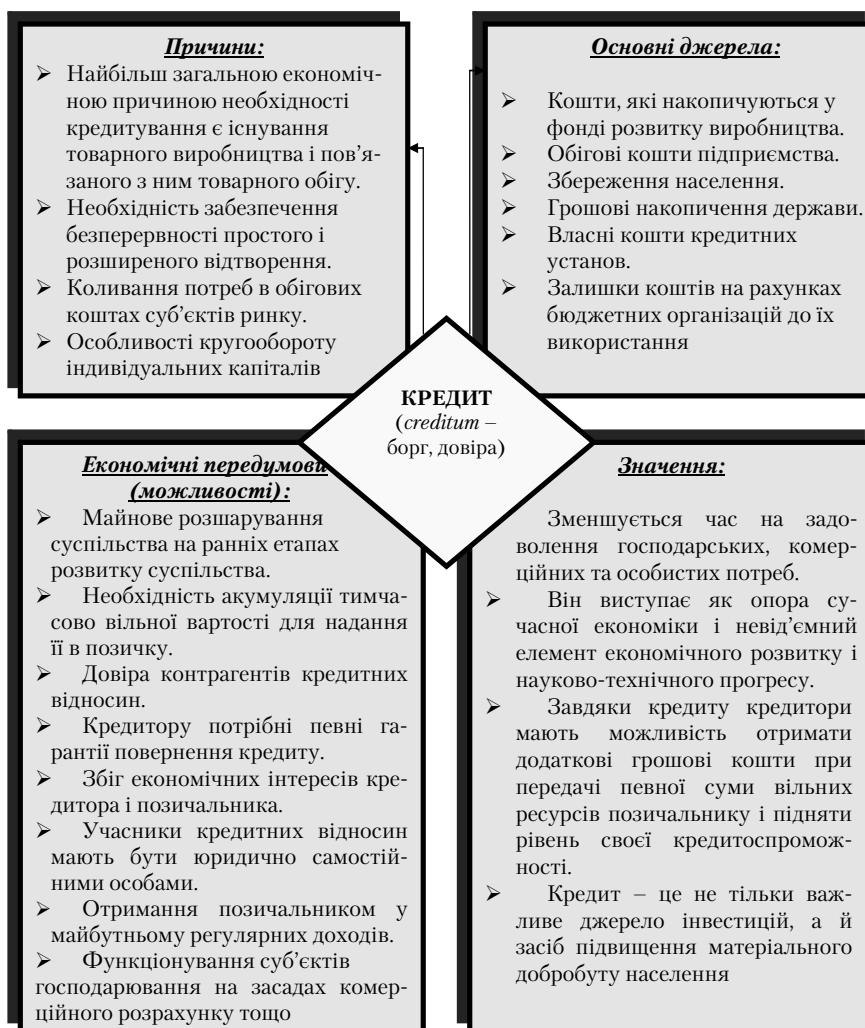 Причини:
➢ Найбільш загальною економіч-
ною причиною необхідності
кредитування є існування
товарного виробництва і пов’я-
заного з ним товарного обігу.
➢ Необхідність забезпечення
безперервності простого і
розширеного відтворення.
➢ Коливання потреб в обігових
коштах суб’єктів ринку.
➢ Особливості кругообороту
індивідуальних капіталів
Основні джерела:
➢ Кошти, які накопичуються у
фонді розвитку виробництва.
➢ Обігові кошти підприємства.
➢ Збереження населення.
➢ Грошові накопичення держави.
➢ Власні кошти кредитних
установ.
➢ Залишки коштів на рахунках
бюджетних організацій до їх
використання
КРЕДИТ
(creditum –
борг, довіра)
Економічні передумови
(можливості):
➢ Майнове розшарування
суспільства на ранніх етапах
розвитку суспільства.
➢ Необхідність акумуляції тимча-
сово вільної вартості для надання
її в позичку.
➢ Довіра контрагентів кредитних
відносин.
➢ Кредитору потрібні певні га-
рантії повернення кредиту.
➢ Збіг економічних інтересів кре-
дитора і позичальника.
➢ Учасники кредитних відносин
мають бути юридично самостій-
ними особами.
➢ Отримання позичальником у
майбутньому регулярних доходів.
➢ Функціонування суб’єктів
господарювання на засадах комер-
ційного розрахунку тощо
Значення:
Зменшується час на задо-
волення господарських, комер-
ційних та особистих потреб.
➢ Він виступає як опора су-
часної економіки і невід’ємний
елемент економічного розвитку і
науково-технічного прогресу.
➢ Завдяки кредиту кредитори
мають можливість отримати
додаткові грошові кошти при
передачі певної суми вільних
ресурсів позичальнику і підняти
рівень своєї кредитоспромож-
ності.
➢ Кредит – це не тільки важ-
ливе джерело інвестицій, а й
засіб підвищення матеріального
добробуту населення